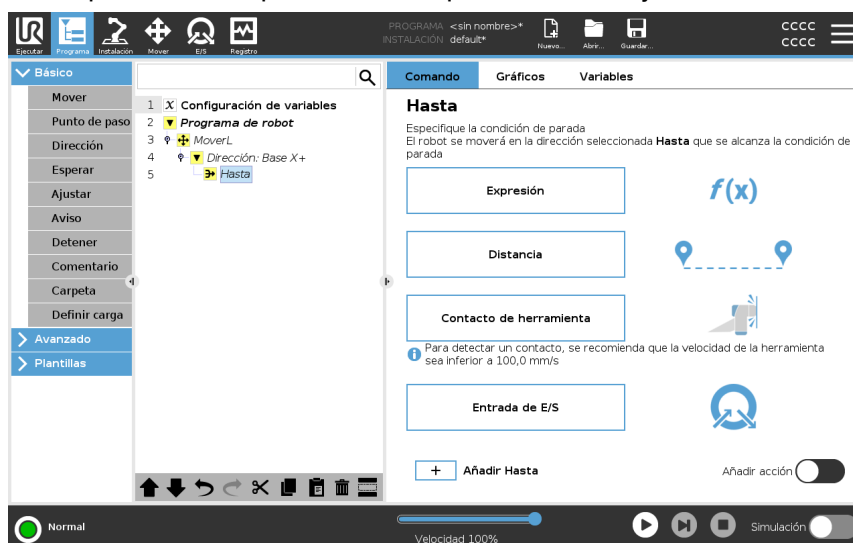 PROGRAMA <sin nombre>*
INSTALACIÓN default*
UR
Ejecutar Programa Instalación Mover E/S Registro
Nuevo... Abrir... Guardar...
cccc
cccc
Básico
Mover
Punto de paso
Dirección
Esperar
Ajustar
Aviso
Detener
Comentario
Carpeta
Definir carga
Avanzado
Plantillas
1 X Configuración de variables
2 Programa de robot
3 MoverL
4 Dirección: Base X+
5 Hasta
Comando Gráficos Variables
Hasta
Especifique la condición de parada
El robot se moverá en la dirección seleccionada Hasta que se alcanza la condición de
parada
Expresión f(x)
Distancia
Contacto de herramienta
Para detectar un contacto, se recomienda que la velocidad de la herramienta
sea inferior a 100,0 mm/s
Entrada de E/S
+ Añadir Hasta Añadir acción
Normal
Velocidad 100%
Simulación